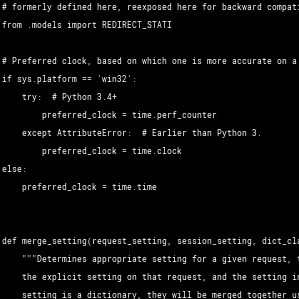 # formerly defined here, reexposed here for backward compati
from .models import REDIRECT_STATI
# Preferred clock, based on which one is more accurate on a
if sys.platform == 'win32':
    try:  # Python 3.4+
        preferred_clock = time.perf_counter
    except AttributeError:  # Earlier than Python 3.
        preferred_clock = time.clock
else:
    preferred_clock = time.time
def merge_setting(request_setting, session_setting, dict_cla
    """Determines appropriate setting for a given request, t
    the explicit setting on that request, and the setting in
    setting is a dictionary, they will be merged together us